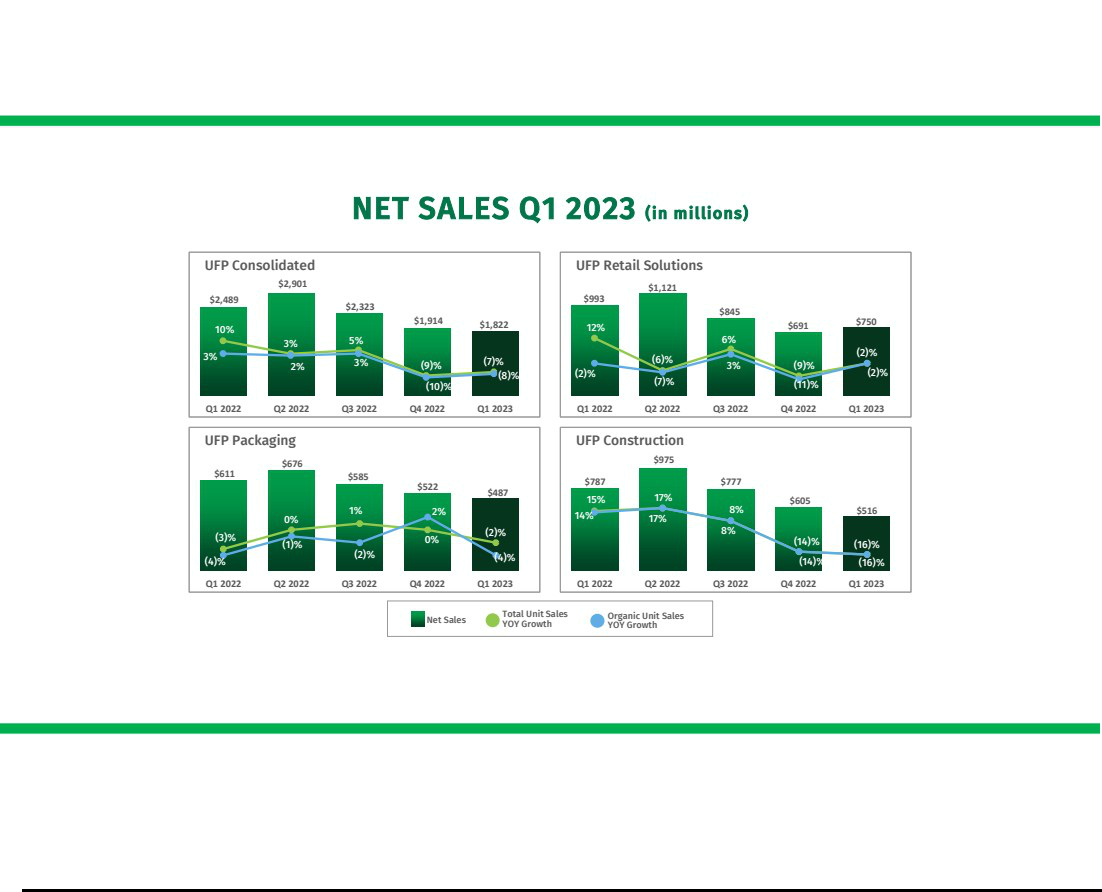 NET SALES Q1 2023 (in millions)
UFP Consolidated
$2,489
$2,901
$2,323
$1,914
$1,822
10%
3%
3%
2%
5%
3%
(9)%
(10)%
(7)%
(8)%
Q1 2022
Q2 2022
Q3 2022
Q4 2022
Q1 2023
UFP Retail Solutions
$993
$1,121
$845
$691
$750
12%
(2)%
(6)%
(7)%
6%
3%
(9)%
(11)%
(2)%
(2)%
Q1 2022
Q2 2022
Q3 2022
Q4 2022
Q1 2023
UFP Packaging
$611
$676
$585
$522
$487
(3)%
(4)%
0%
(1)%
1%
(2)%
2%
0%
(2)%
(4)%
Q1 2022
Q2 2022
Q3 2022
Q4 2022
Q1 2023
UFP Construction
$787
$975
$777
$605
$516
15%
14%
17%
17%
8%
8%
(14)%
(14)%
(16)%
(16)%
Q1 2022
Q2 2022
Q3 2022
Q4 2022
Q1 2023
Net Sales
Total Unit Sales
YOY Growth
Organic Unit Sales
YOY Growth